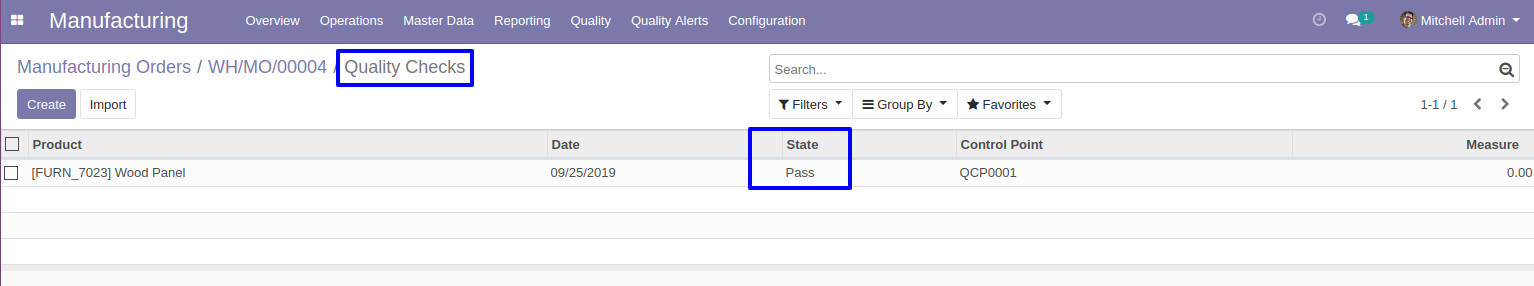 Manufacturing Overview Operations Master Data Reporting Quality Quality Alerts Configuration 1 Mitchell Admin
Manufacturing Orders / WH/MO/00004 / Quality Checks Search...
Create Import Filters Group By Favorites 1-1 / 1
Product Date State Control Point Measure
[FURN_7023] Wood Panel 09/25/2019 Pass QCP0001 0.00